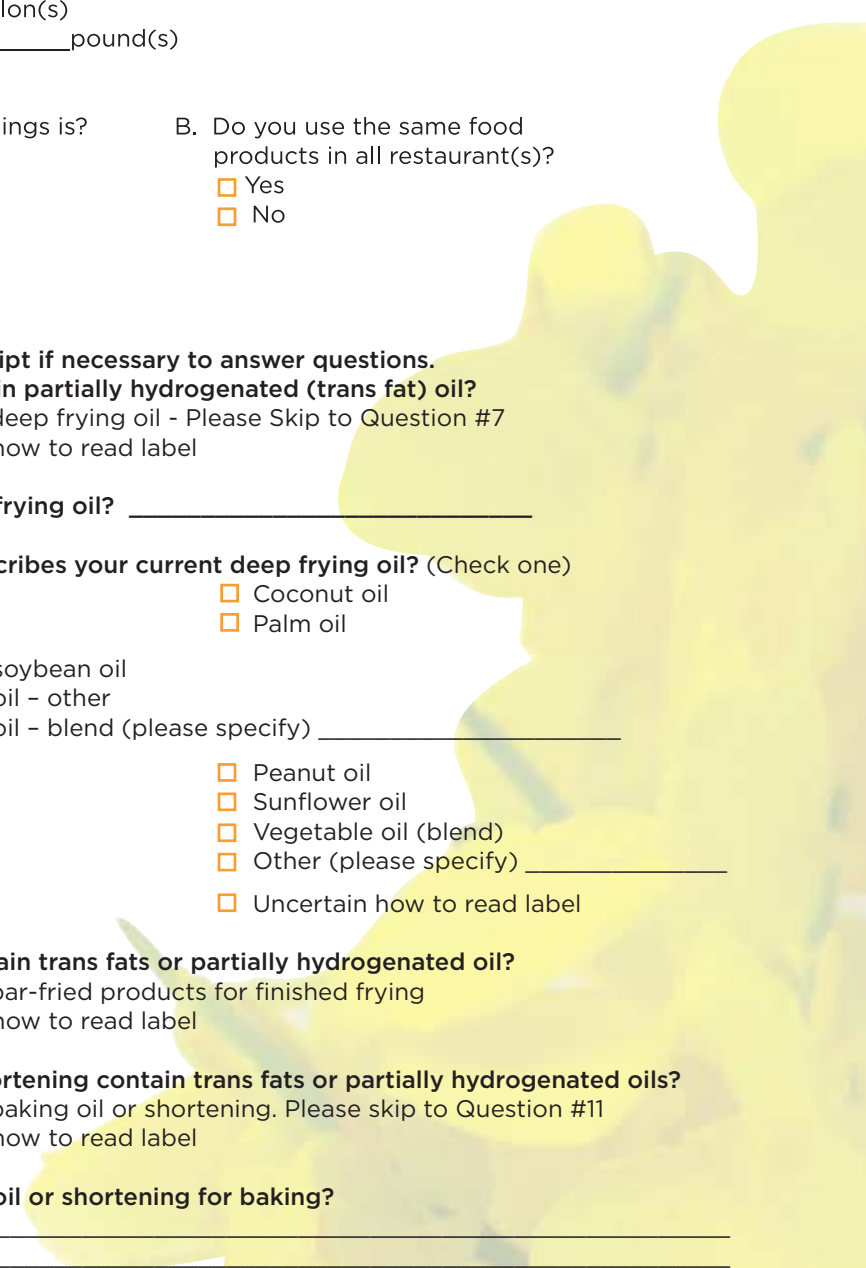 lon(s)
______pound(s)
ings is?
B. Do you use the same food
products in all restaurant(s)?
Yes
No
ipt if necessary to answer questions.
in partially hydrogenated (trans fat) oil?
deep frying oil - Please Skip to Question #7
how to read label
frying oil? ____________________________
cribes your current deep frying oil? (Check one)
Coconut oil
Palm oil
soybean oil
oil – other
oil – blend (please specify) _____________________
Peanut oil
Sunflower oil
Vegetable oil (blend)
Other (please specify) ______________
Uncertain how to read label
ain trans fats or partially hydrogenated oil?
par-fried products for finished frying
how to read label
ortening contain trans fats or partially hydrogenated oils?
baking oil or shortening. Please skip to Question #11
how to read label
oil or shortening for baking?